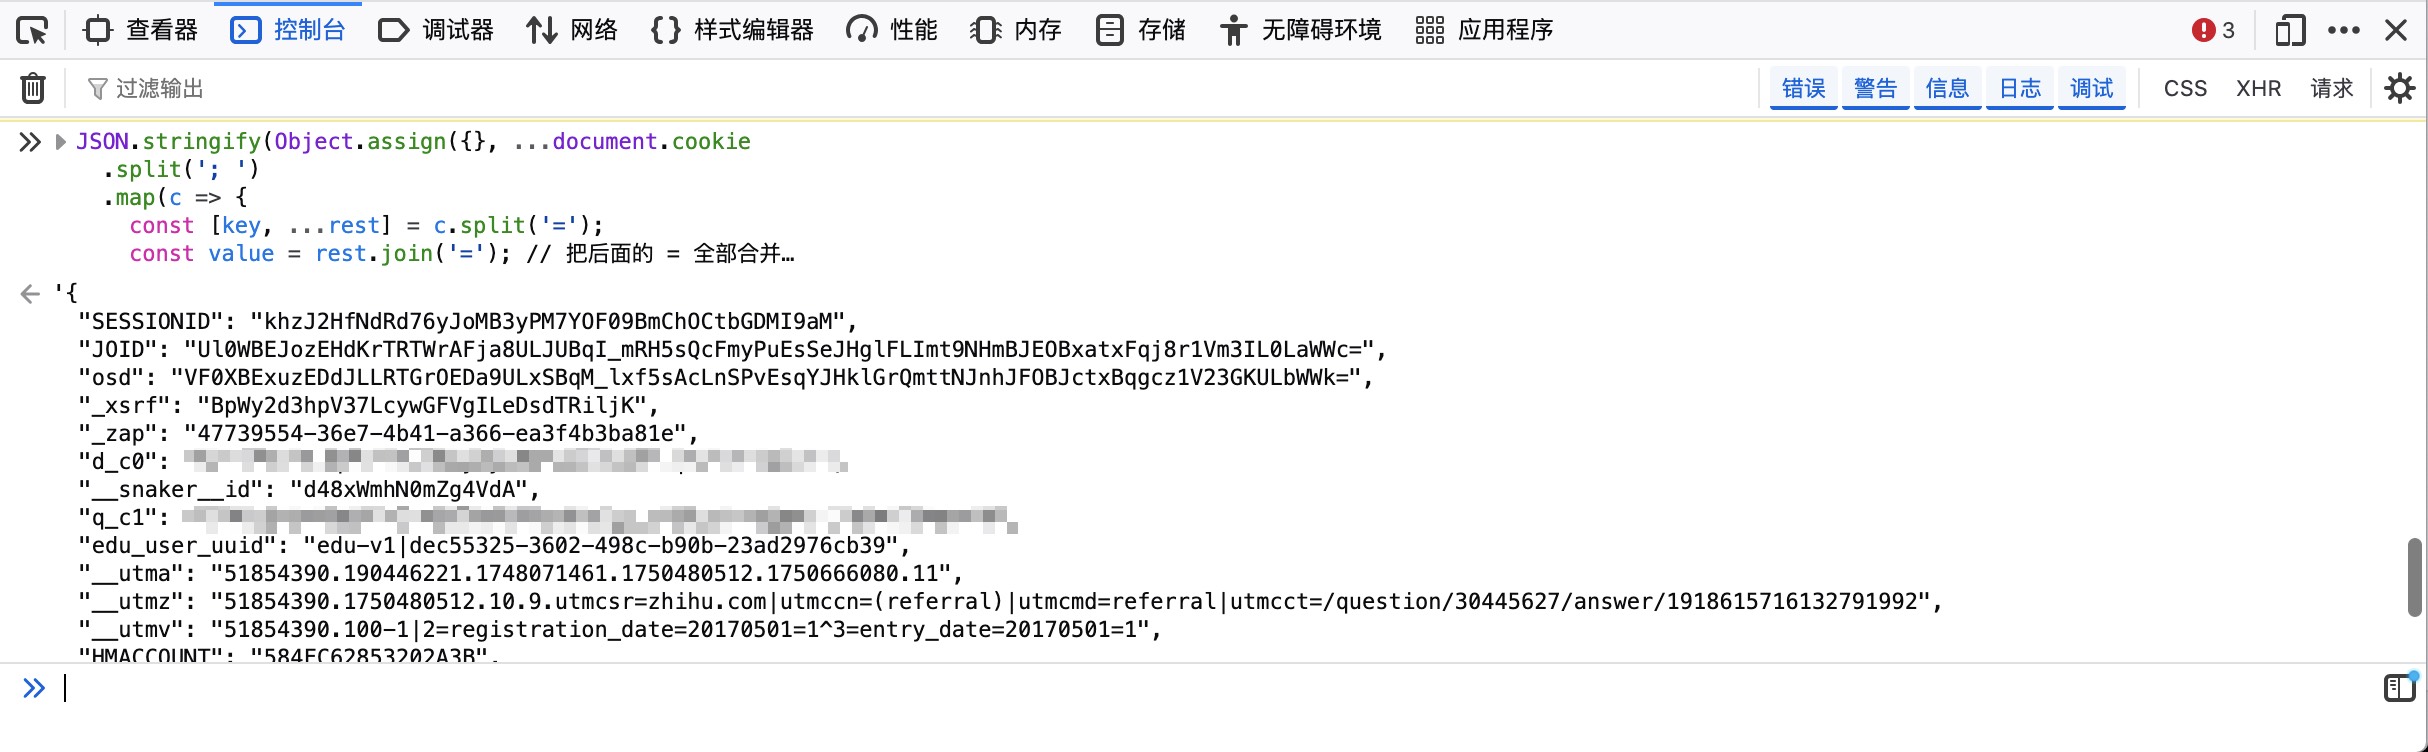 查看器 控制台 调试器 网络 样式编辑器 性能 内存 存储 无障碍环境 应用程序 3
过滤输出 错误 警告 信息 日志 调试 CSS XHR 请求
JSON.stringify(Object.assign({}, ...document.cookie
.split('; ')
.map(c => {
const [key, ...rest] = c.split('=');
const value = rest.join('='); // 把后面的 = 全部合并…
'{
"SESSIONID": "khzJ2HfNdRd76yJoMB3yPM7YOF09BmChOCtbGDMI9aM",
"JOID": "Ul0WBEJozEHdKrTRTWrAFja8ULJUBqI_mRH5sQcFmyPuEsSeJHglFLImt9NHmBJEOBxatxFqj8r1Vm3IL0LaWWc=",
"osd": "VF0XBExuzEDdJLLRTGrOEDa9ULxSBqM_lxf5sAcLnSPvEsqYJHklGrQmttNJnhJFOBJctxBqgcz1V23GKULbWWk=",
"_xsrf": "BpWy2d3hpV37LcywGFVgILeDsdTRiljK",
"_zap": "47739554-36e7-4b41-a366-ea3f4b3ba81e",
"d_c0":
"__snaker__id": "d48xWmhN0mZg4VdA",
"q_c1":
"edu_user_uuid": "edu-v1|dec55325-3602-498c-b90b-23ad2976cb39",
"__utma": "51854390.190446221.1748071461.1750480512.1750666080.11",
"__utmz": "51854390.1750480512.10.9.utmcsr=zhihu.com|utmccn=(referral)|utmcmd=referral|utmcct=/question/30445627/answer/1918615716132791992",
"__utmv": "51854390.100-1|2=registration_date=20170501=1^3=entry_date=20170501=1",
"HMACCOUNT": "584FC62853202A3B",